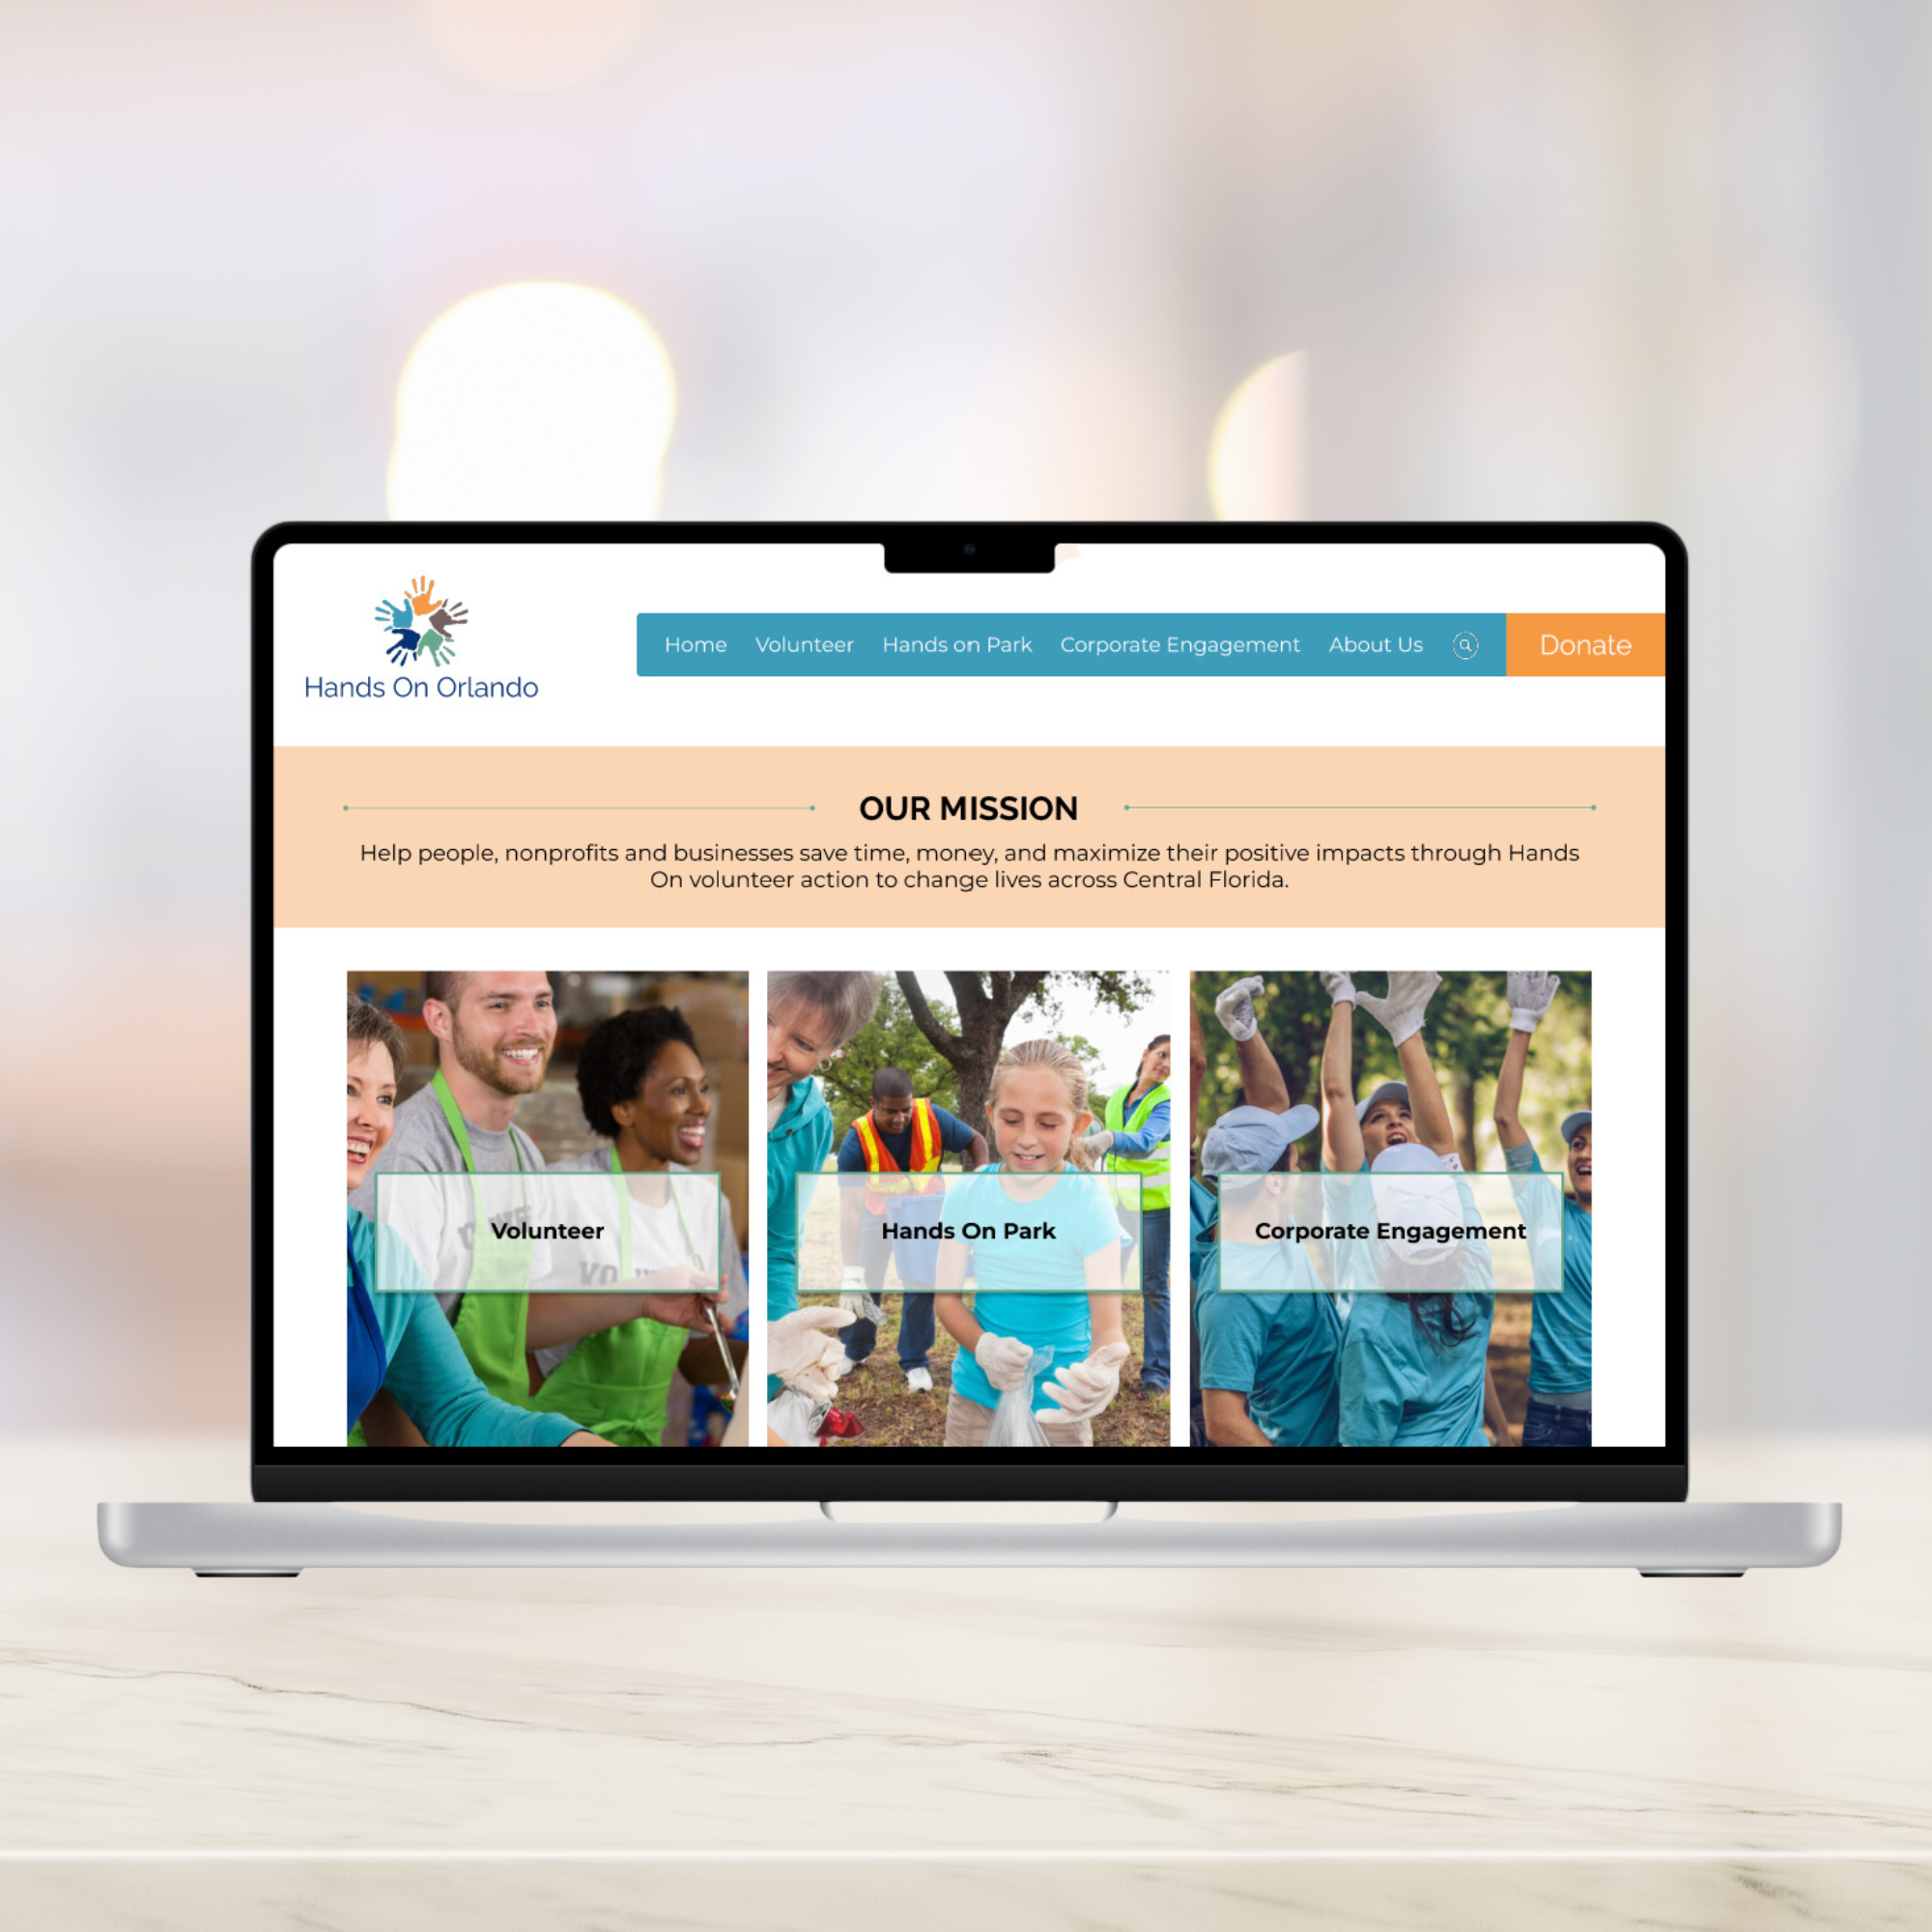 Hands On Orlando
Home Volunteer Hands on Park Corporate Engagement About Us Donate
OUR MISSION
Help people, nonprofits and businesses save time, money, and maximize their positive impacts through Hands
On volunteer action to change lives across Central Florida.
Volunteer
Hands On Park
Corporate Engagement